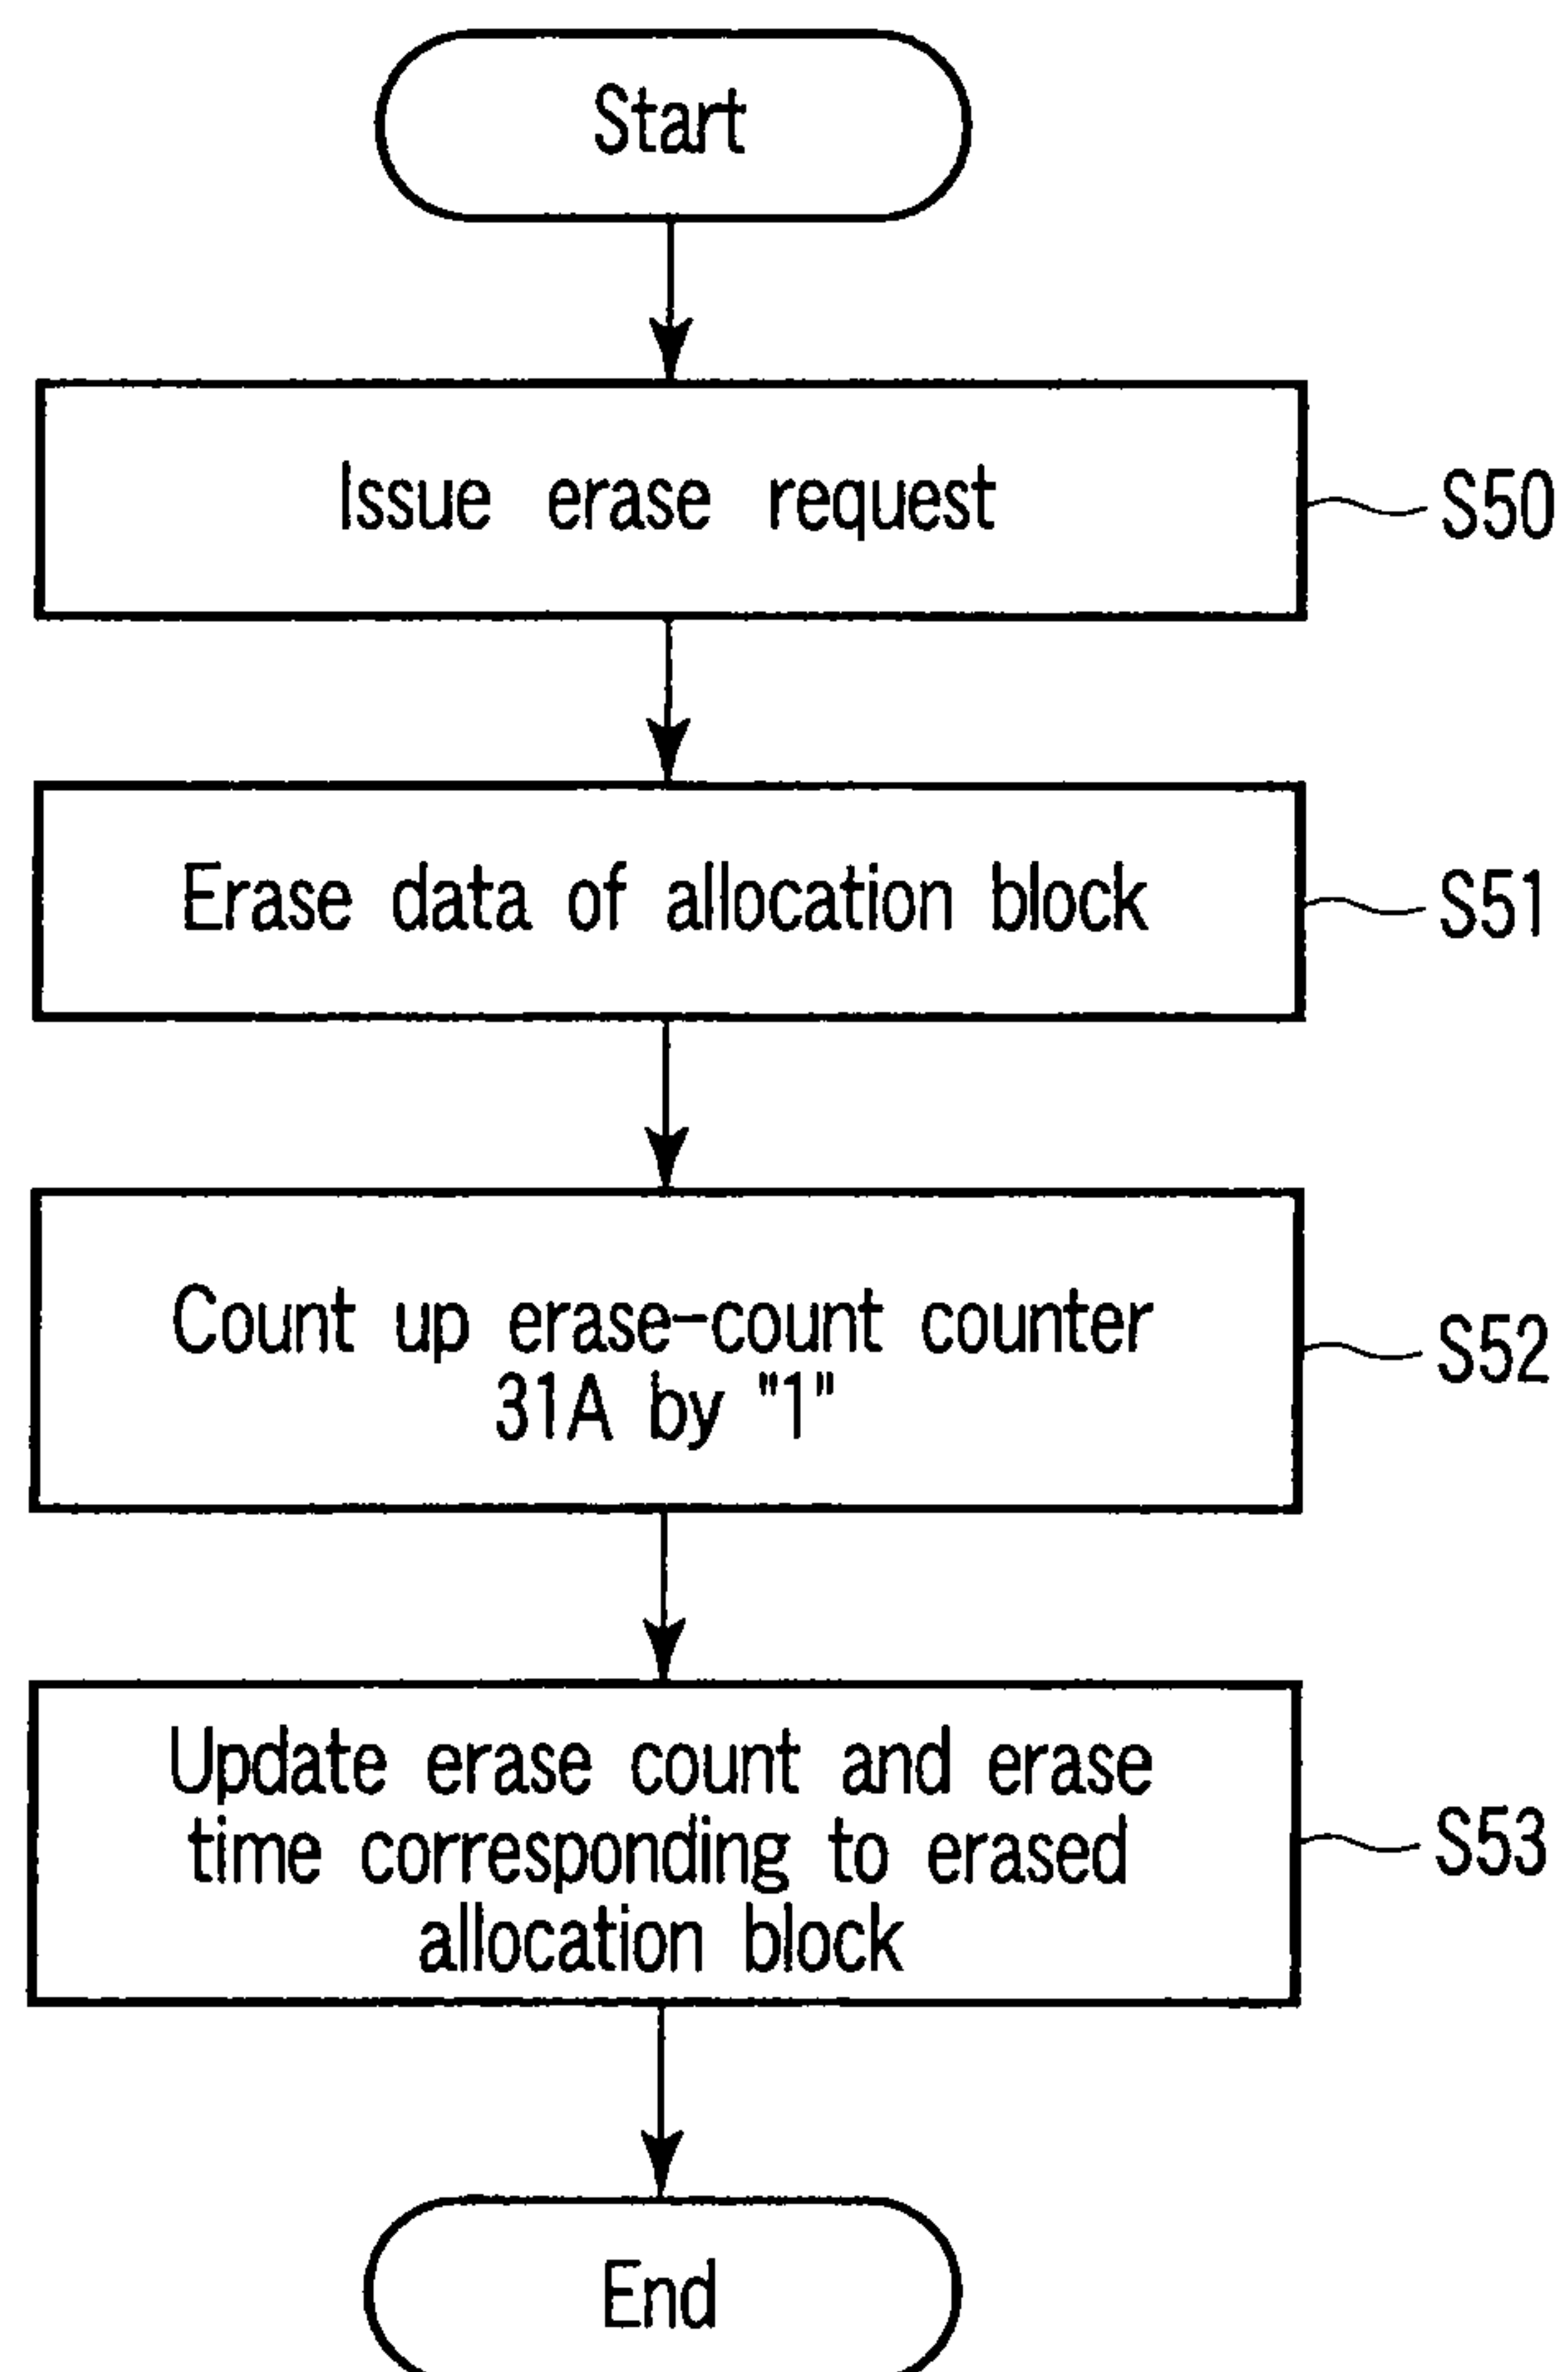 Start
Issue erase request
S50
Erase data of allocation block
S51
Count up erase-count counter
31A by "1"
S52
Update erase count and erase
time corresponding to erased
allocation block
S53
End